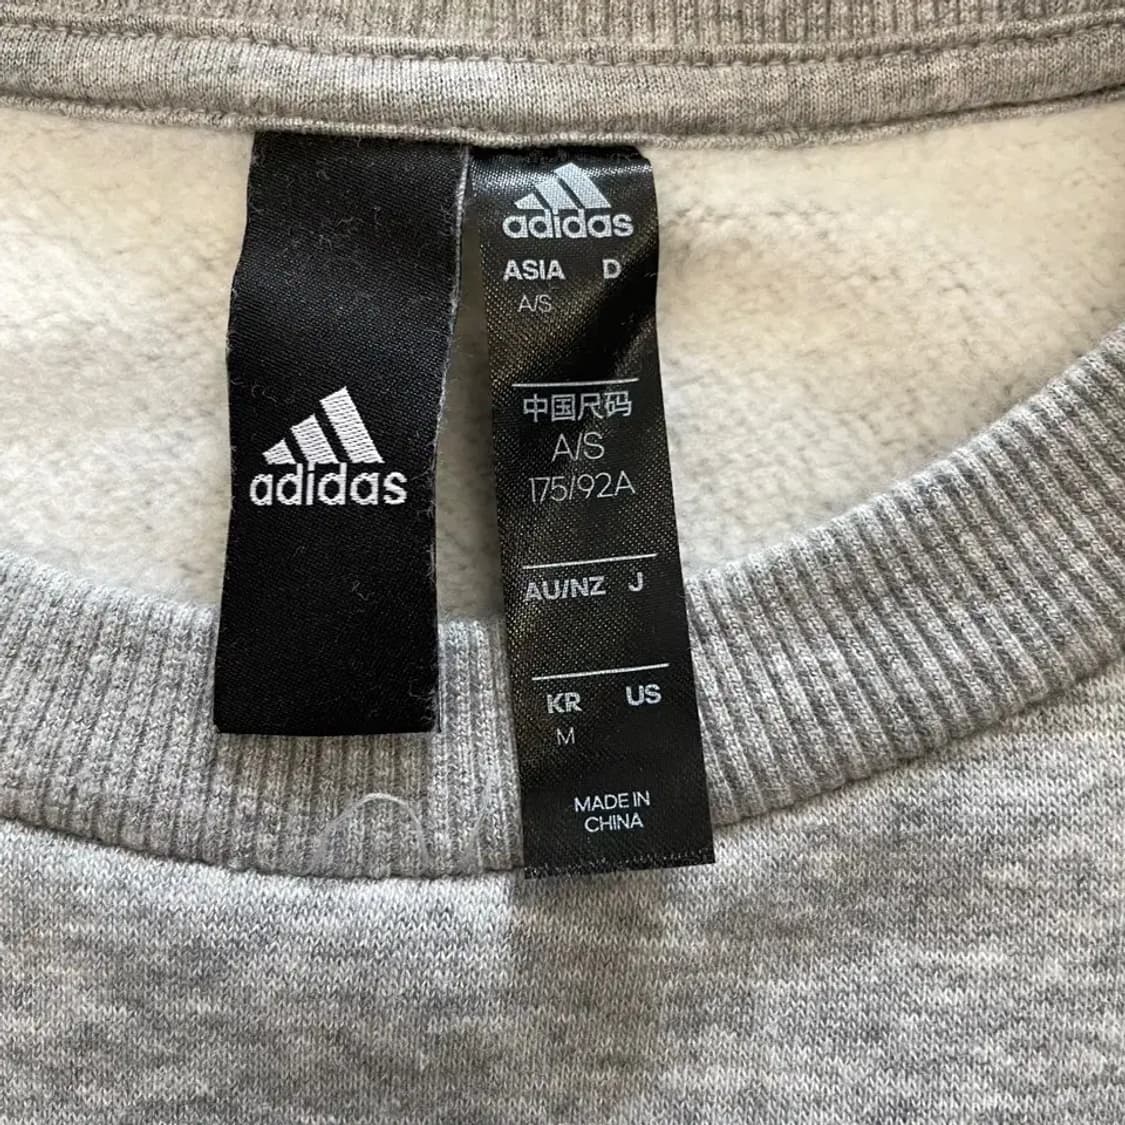 adidas
adidas
ASIA D
A/S
中国尺码
A/S
175/92A
AU/NZ J
KR US
M
MADE IN
CHINA